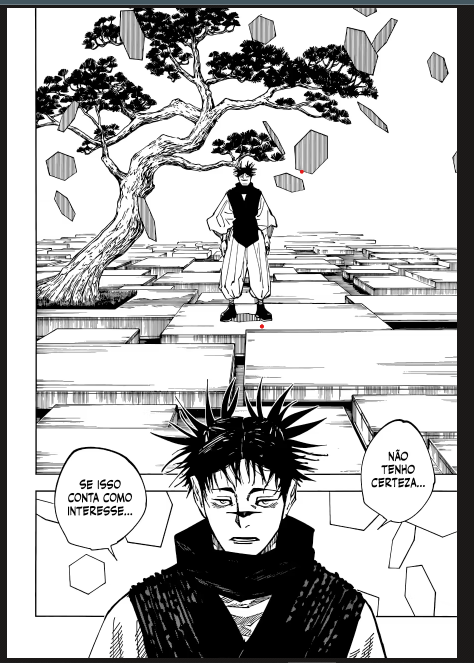 NÃO
TENHO
CERTEZA...
SE ISSO
CONTA COMO
INTERESSE...